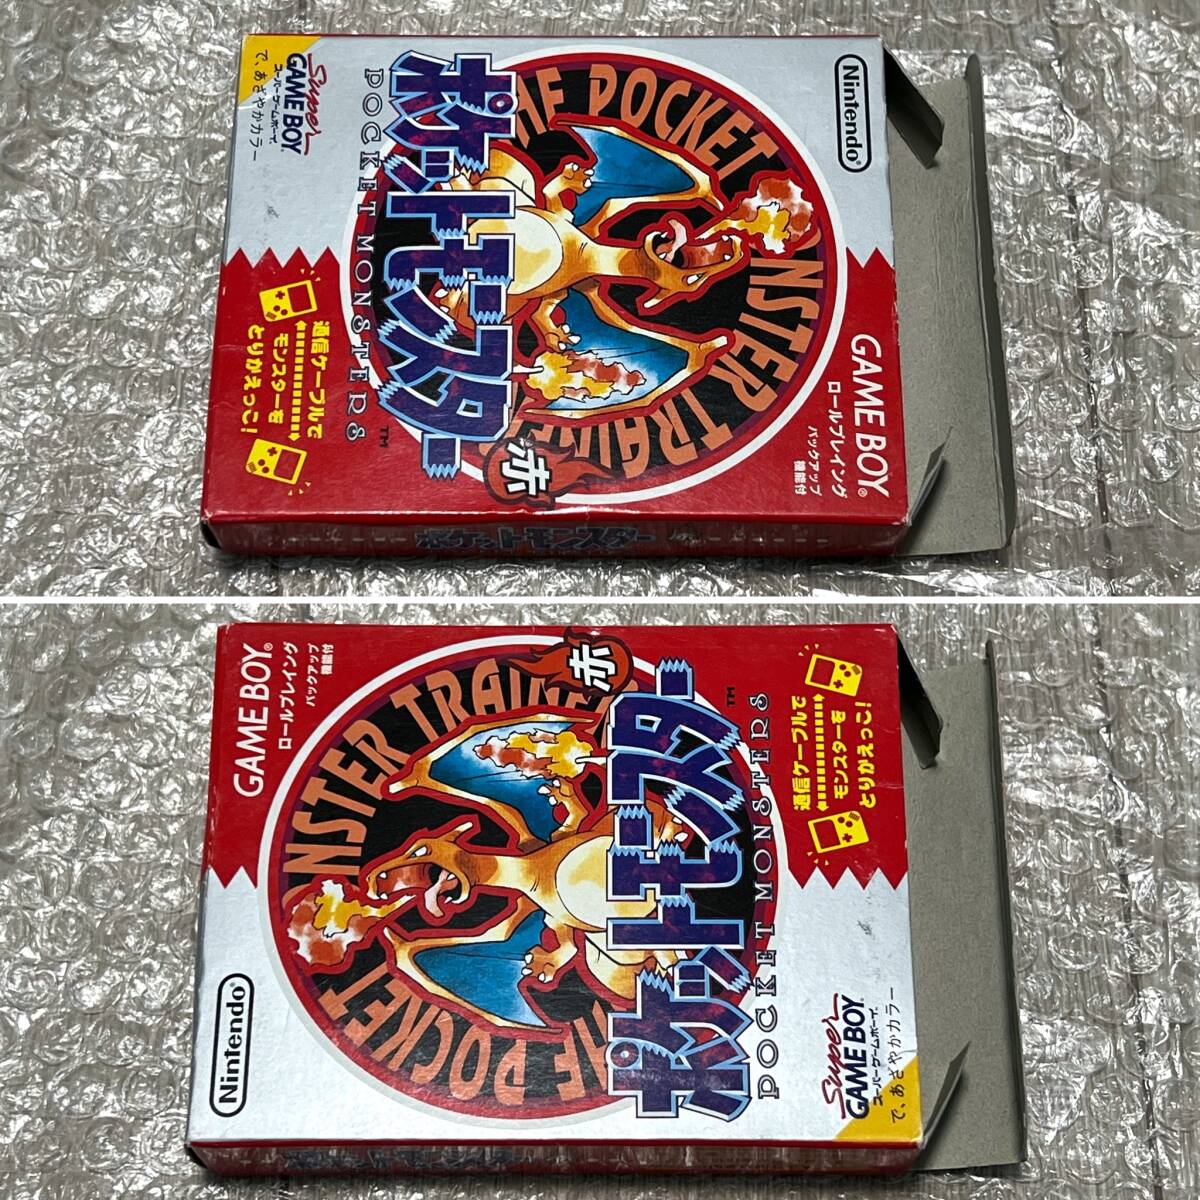 Nintendo®
GAME BOY®
ロールプレイング
バックアップ
機能付
THE POCKET
NSTER TRAINER
ポケットモンスター
赤
POCKET MONSTERS
™
通信ケーブルで
モンスターを
とりかえっこ!
Super
GAME BOY
スーパーゲームボーイ
で、あざやかカラー
ポケットモンスター
GAME BOY®
ロールプレイング
バックアップ
機能付
Nintendo®
NSTER TRAINER
THE POCKET
赤
ポケットモンスター
™
POCKET MONSTERS
通信ケーブルで
モンスターを
とりかえっこ!
Super
GAME BOY
スーパーゲームボーイ
で、あざやかカラー